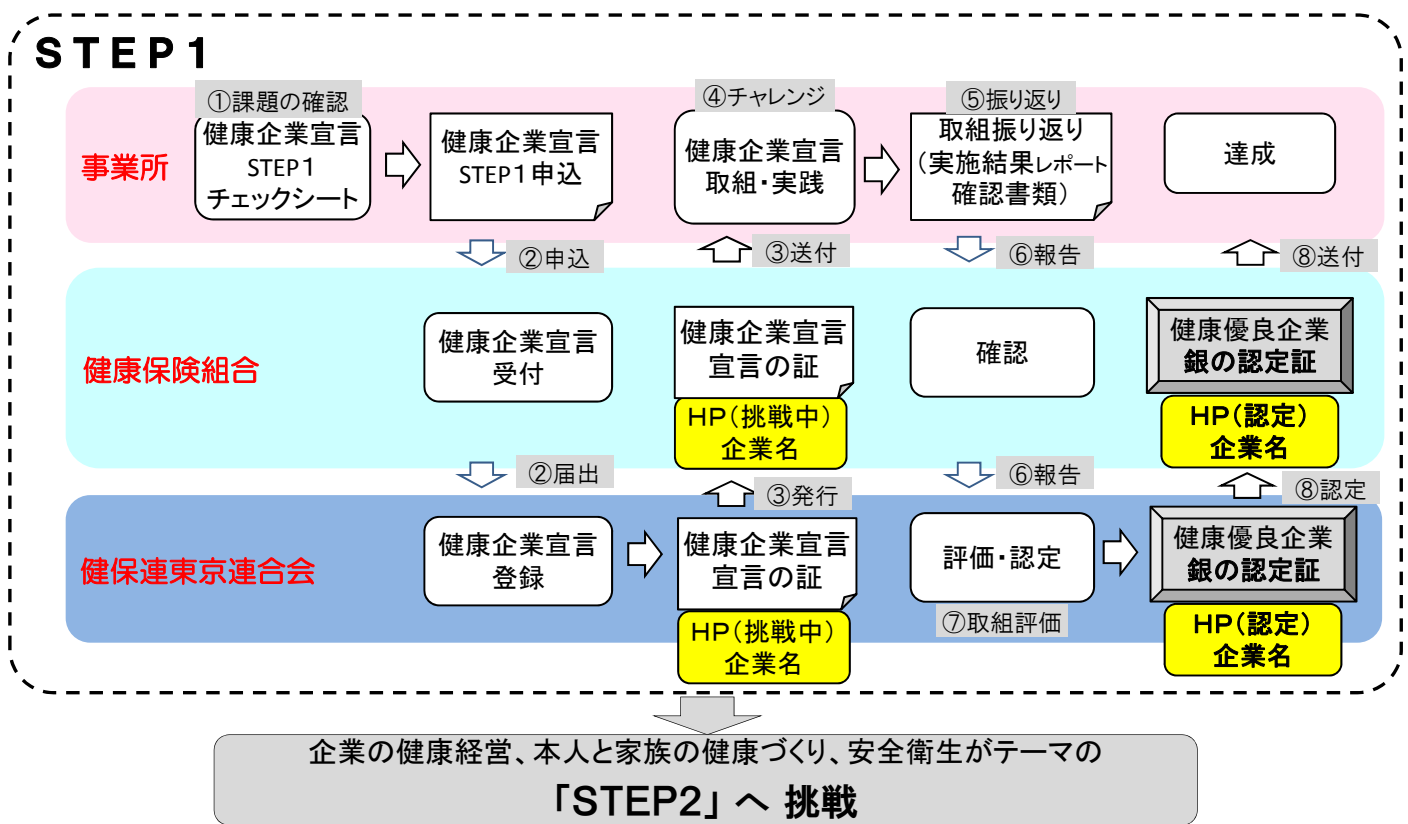 STEP1
事業所
①課題の確認
健康企業宣言
STEP1
チェックシート
健康企業宣言
STEP1申込
④チャレンジ
健康企業宣言
取組・実践
⑤振り返り
取組振り返り
(実施結果レポート
確認書類)
達成
②申込
③送付
⑥報告
⑧送付
健康保険組合
健康企業宣言
受付
健康企業宣言
宣言の証
HP(挑戦中)
企業名
確認
健康優良企業
銀の認定証
HP(認定)
企業名
②届出
③発行
⑥報告
⑧認定
健保連東京連合会
健康企業宣言
登録
健康企業宣言
宣言の証
HP(挑戦中)
企業名
評価・認定
⑦取組評価
健康優良企業
銀の認定証
HP(認定)
企業名
企業の健康経営、本人と家族の健康づくり、安全衛生がテーマの
「STEP2」へ 挑戦